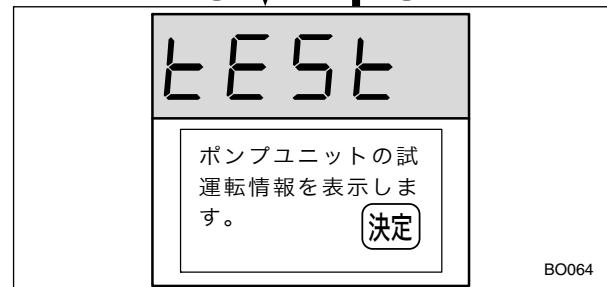 tESt
ポンプユニットの試
運転情報を表示しま
す。
決定
BO064